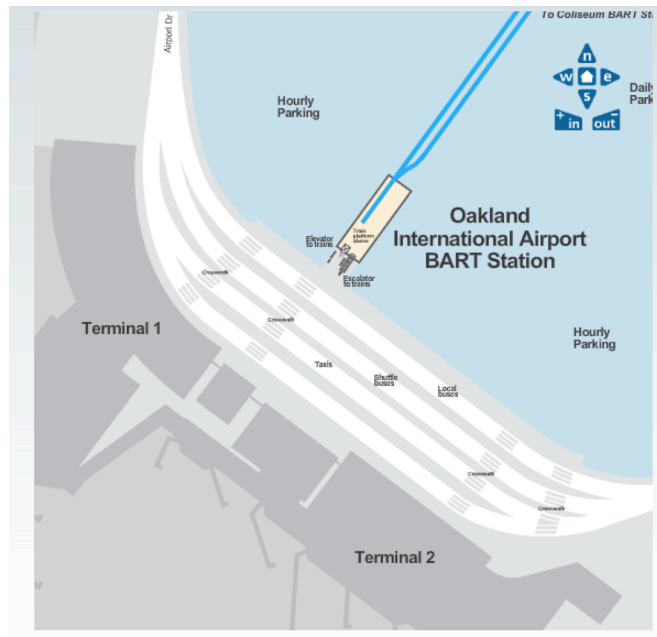 To Coliseum BART St
Airport Dr
n
w
e
s
+
in
out
−
Daily
Park
Hourly
Parking
Train
platform
above
Elevator
to trains
Escalator
to trains
Oakland
International Airport
BART Station
Crosswalk
Crosswalk
Terminal 1
Hourly
Parking
Taxis
Shuttle
buses
Local
buses
Crosswalk
Crosswalk
Terminal 2